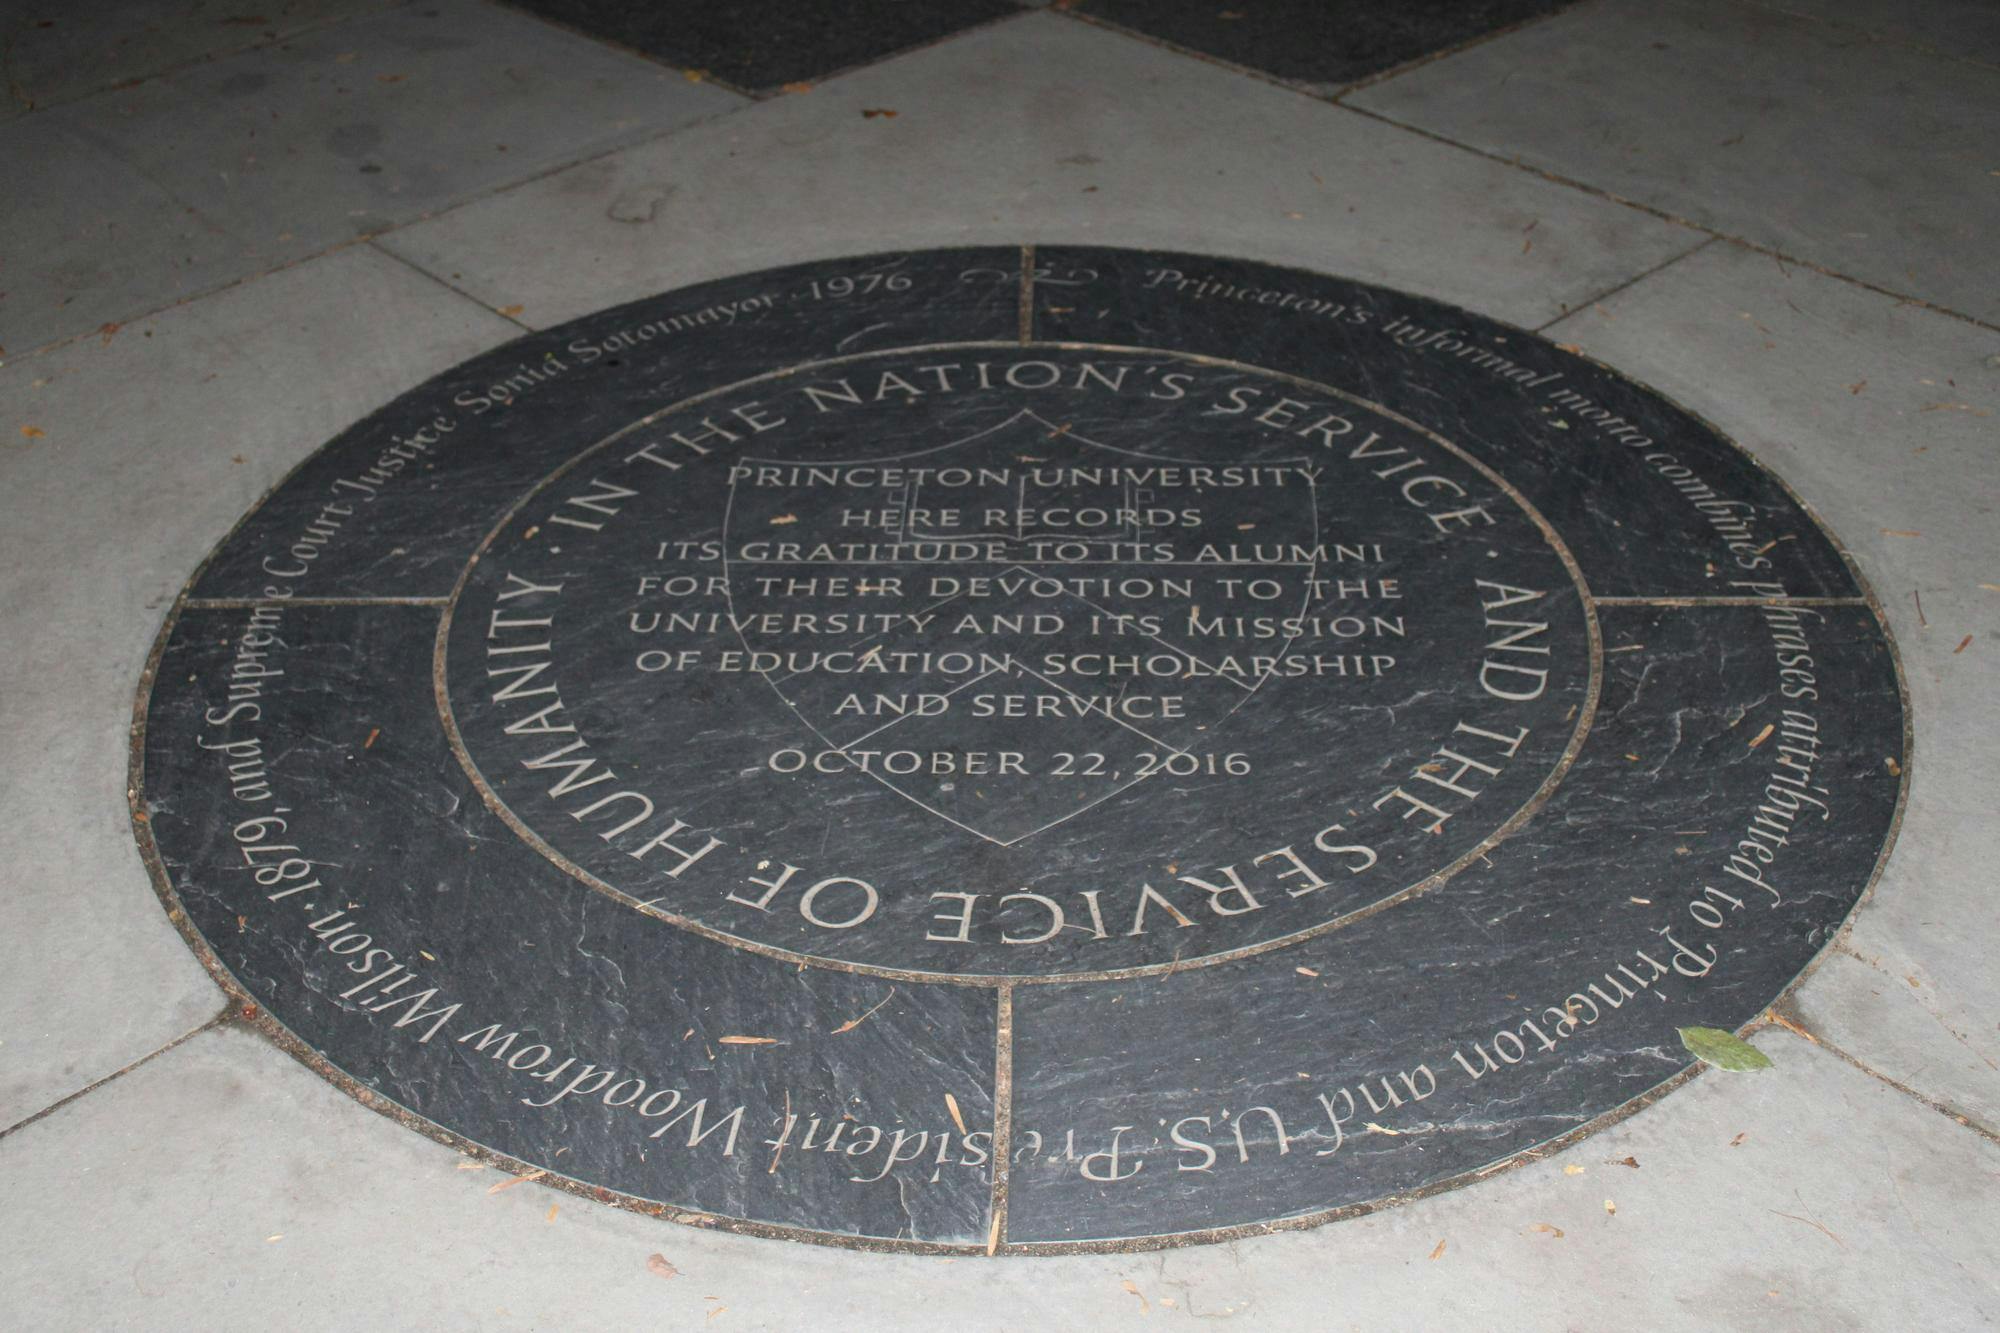 PRINCETON UNIVERSITY
HERE RECORDS
ITS GRATITUDE TO ITS ALUMNI
FOR THEIR DEVOTION TO THE
UNIVERSITY AND ITS MISSION
OF EDUCATION, SCHOLARSHIP
AND SERVICE
OCTOBER 22, 2016
IN THE NATION'S SERVICE · AND THE SERVICE OF HUMANITY ·
Princeton's informal motto combines phrases attributed to Princeton and U.S. President Woodrow Wilson · 1879, and Supreme Court Justice Sonia Sotomayor · 1976